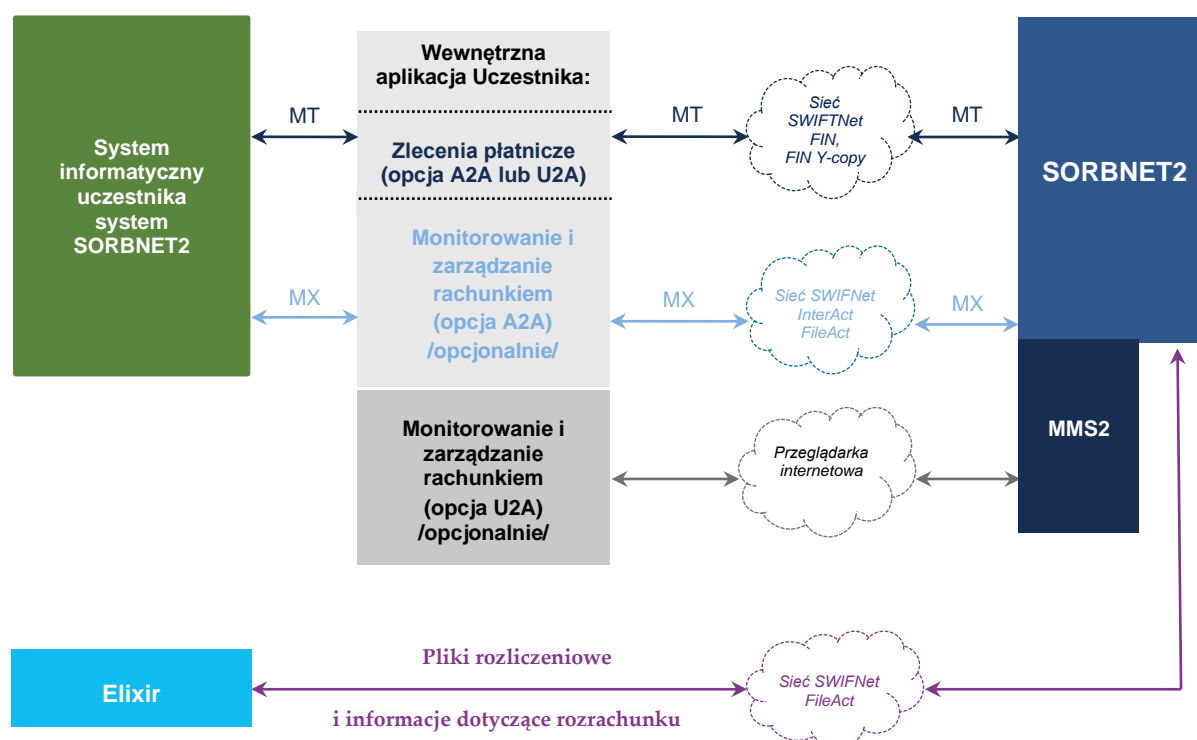 System
informatyczny
uczestnika
system
SORBNET2
MT
MX
Wewnętrzna
aplikacja Uczestnika:
Zlecenia płatnicze
(opcja A2A lub U2A)
Monitorowanie i
zarządzanie
rachunkiem
(opcja A2A)
/opcjonalnie/
Monitorowanie i
zarządzanie
rachunkiem
(opcja U2A)
/opcjonalnie/
MT
MX
Sieć
SWIFTNet
FIN,
FIN Y-copy
Sieć SWIFNet
InterAct
FileAct
Przeglądarka
internetowa
MT
MX
SORBNET2
MMS2
Elixir
Pliki rozliczeniowe
i informacje dotyczące rozrachunku
Sieć SWIFNet
FileAct